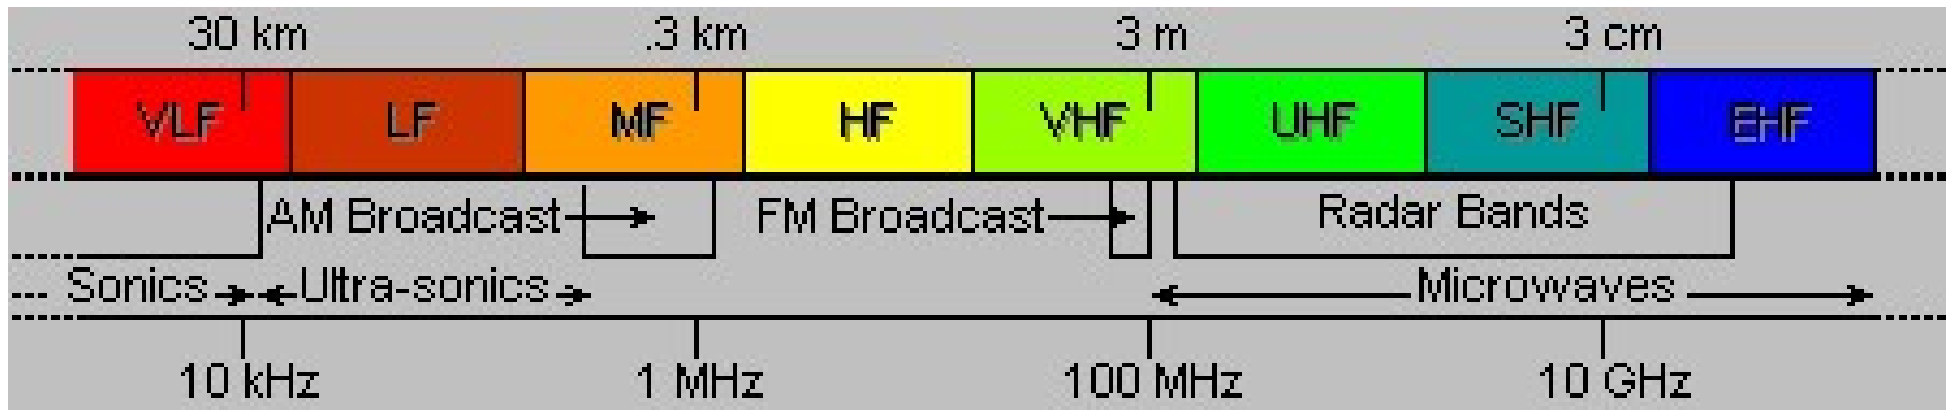 30 km .3 km 3 m 3 cm
VLF LF MF HF VHF UHF SHF EHF
AM Broadcast FM Broadcast Radar Bands
Sonics Ultra-sonics Microwaves
10 kHz 1 MHz 100 MHz 10 GHz